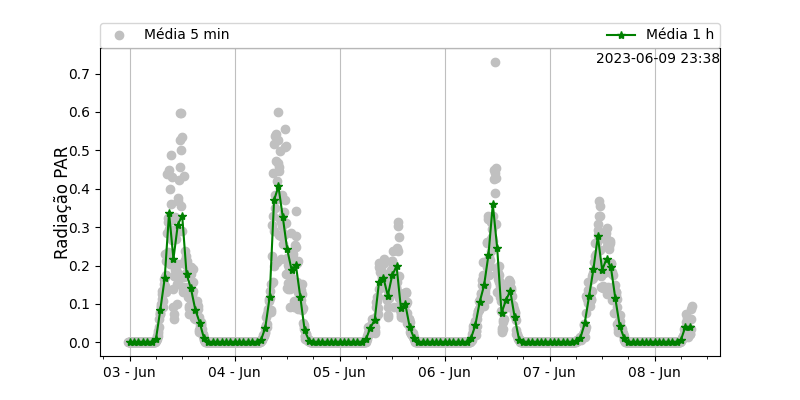 Média 5 min
Média 1 h
2023-06-09 23:38
Radiação PAR
0.7
0.6
0.5
0.4
0.3
0.2
0.1
0.0
03 - Jun
04 - Jun
05 - Jun
06 - Jun
07 - Jun
08 - Jun